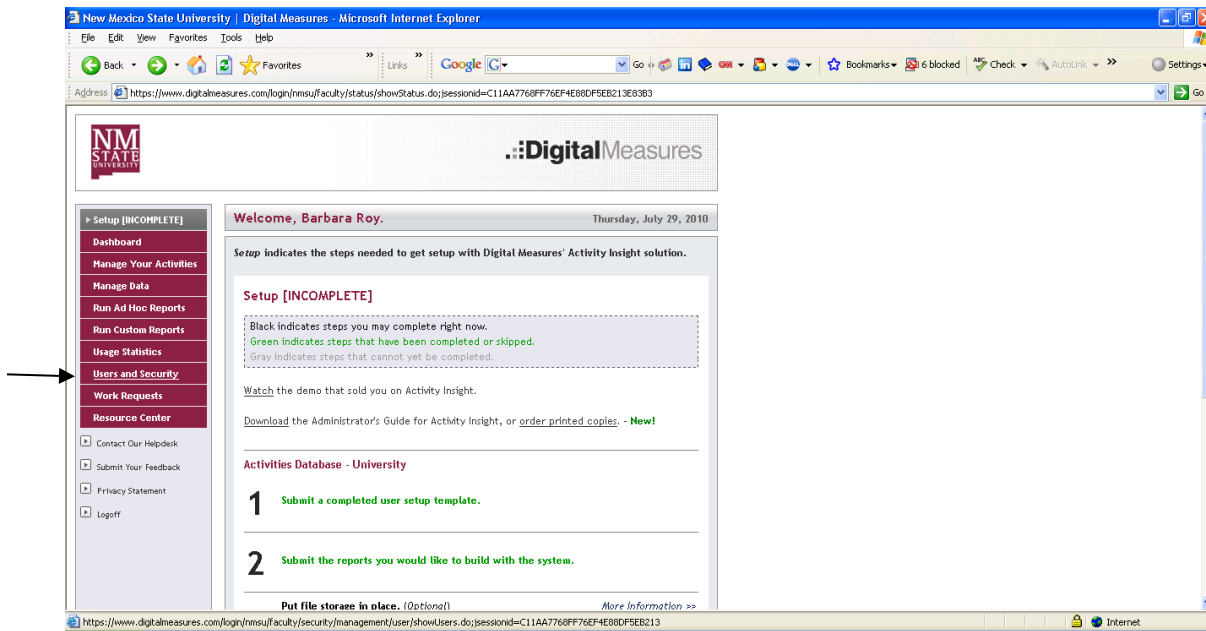 New Mexico State University | Digital Measures - Microsoft Internet Explorer
File Edit View Favorites Tools Help
Back Favorites » Links » Google G Go 6 blocked Bookmarks Check AutoLink » Settings
Address https://www.digitalmeasures.com/login/nmsu/faculty/status/showStatus.do;jsessionid=C11AA7768FF76EF4E88DF5EB213E83B3 Go
NM
STATE
UNIVERSITY
.:iDigitalMeasures
Setup [INCOMPLETE]
Dashboard
Manage Your Activities
Manage Data
Run Ad Hoc Reports
Run Custom Reports
Usage Statistics
Users and Security
Work Requests
Resource Center
Contact Our Helpdesk
Submit Your Feedback
Privacy Statement
Logoff
Welcome, Barbara Roy. Thursday, July 29, 2010
Setup indicates the steps needed to get setup with Digital Measures' Activity Insight solution.
Setup [INCOMPLETE]
Black indicates steps you may complete right now.
Green indicates steps that have been completed or skipped.
Gray indicates steps that cannot yet be completed.
Watch the demo that sold you on Activity Insight.
Download the Administrator's Guide for Activity Insight, or order printed copies. - New!
Activities Database - University
1 Submit a completed user setup template.
2 Submit the reports you would like to build with the system.
Put file storage in place. (Optional) More Information >>
https://www.digitalmeasures.com/login/nmsu/faculty/security/management/user/showUsers.do;jsessionid=C11AA7768FF76EF4E88DF5EB213 Internet